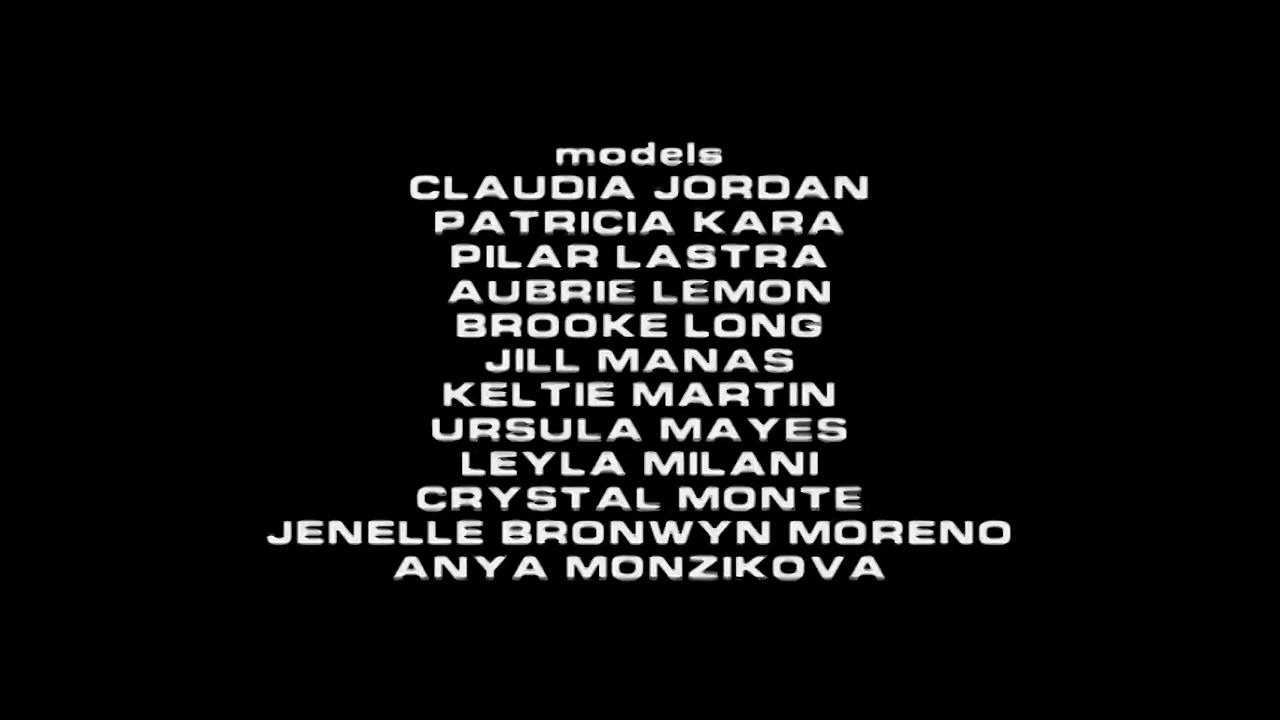 models
CLAUDIA JORDAN
PATRICIA KARA
PILAR LASTRA
AUBRIE LEMON
BROOKE LONG
JILL MANAS
KELTIE MARTIN
URSULA MAYES
LEYLA MILANI
CRYSTAL MONTE
JENELLE BRONWYN MORENO
ANYA MONZIKOVA